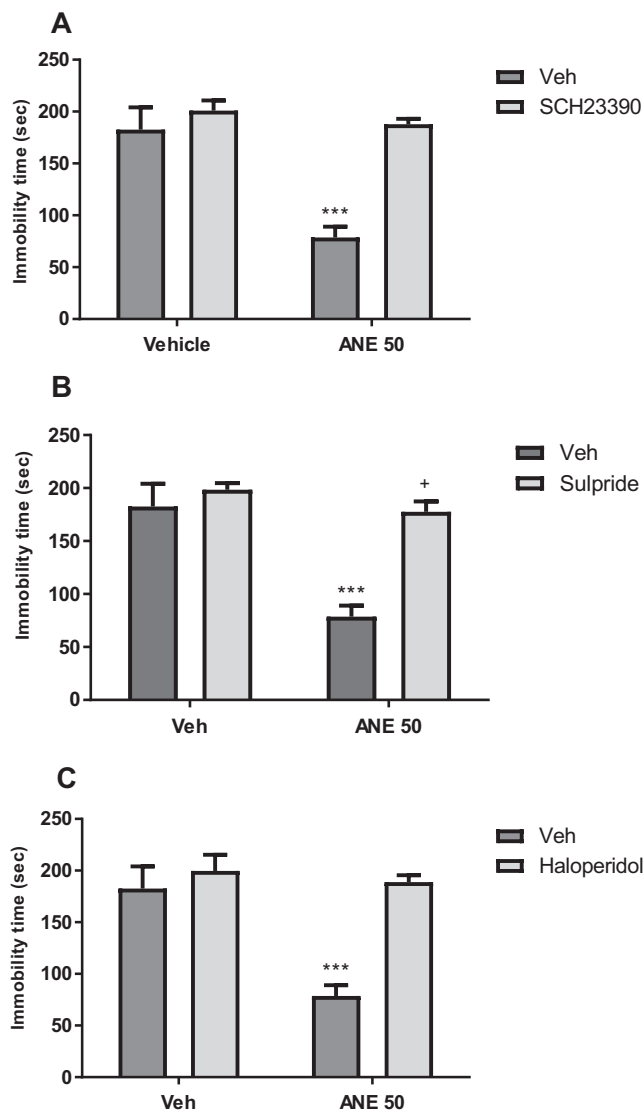 A
Immobility time (sec)
250
200
150
100
50
0
***
Vehicle
ANE 50
Veh
SCH23390
B
Immobility time (sec)
250
200
150
100
50
0
***
+
Veh
ANE 50
Veh
Sulpride
C
Immobility time (sec)
250
200
150
100
50
0
***
Veh
ANE 50
Veh
Haloperidol